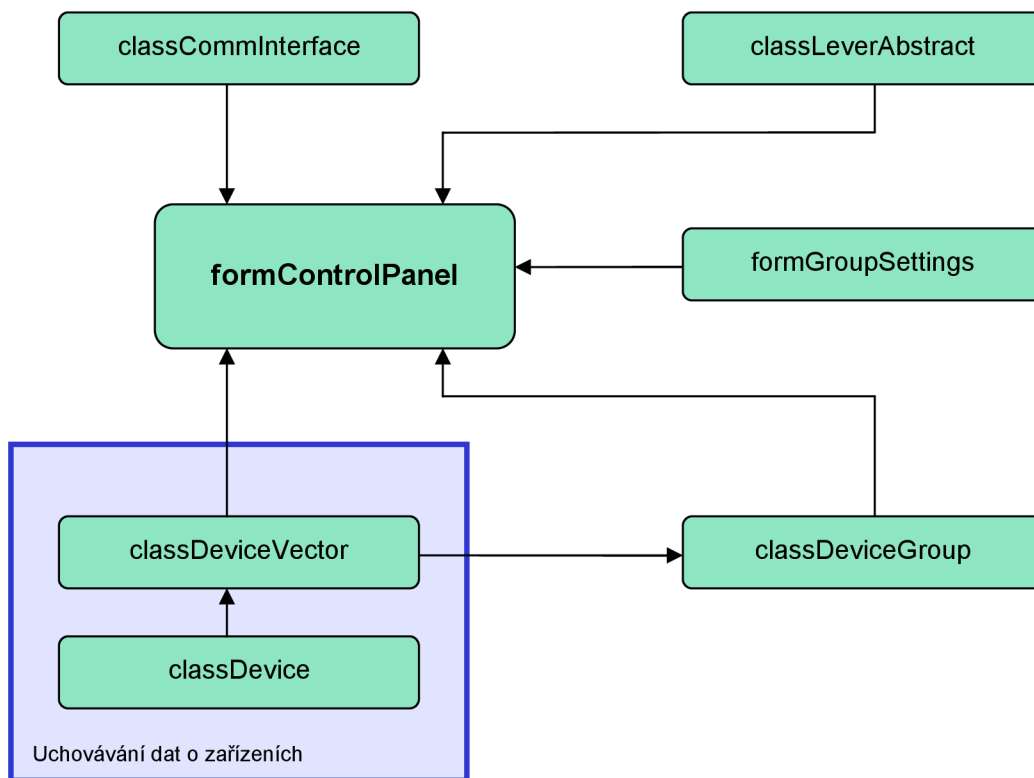 classCommInterface
classLeverAbstract
formControlPanel
formGroupSettings
classDeviceVector
classDeviceGroup
classDevice
Uchovávání dat o zařízeních